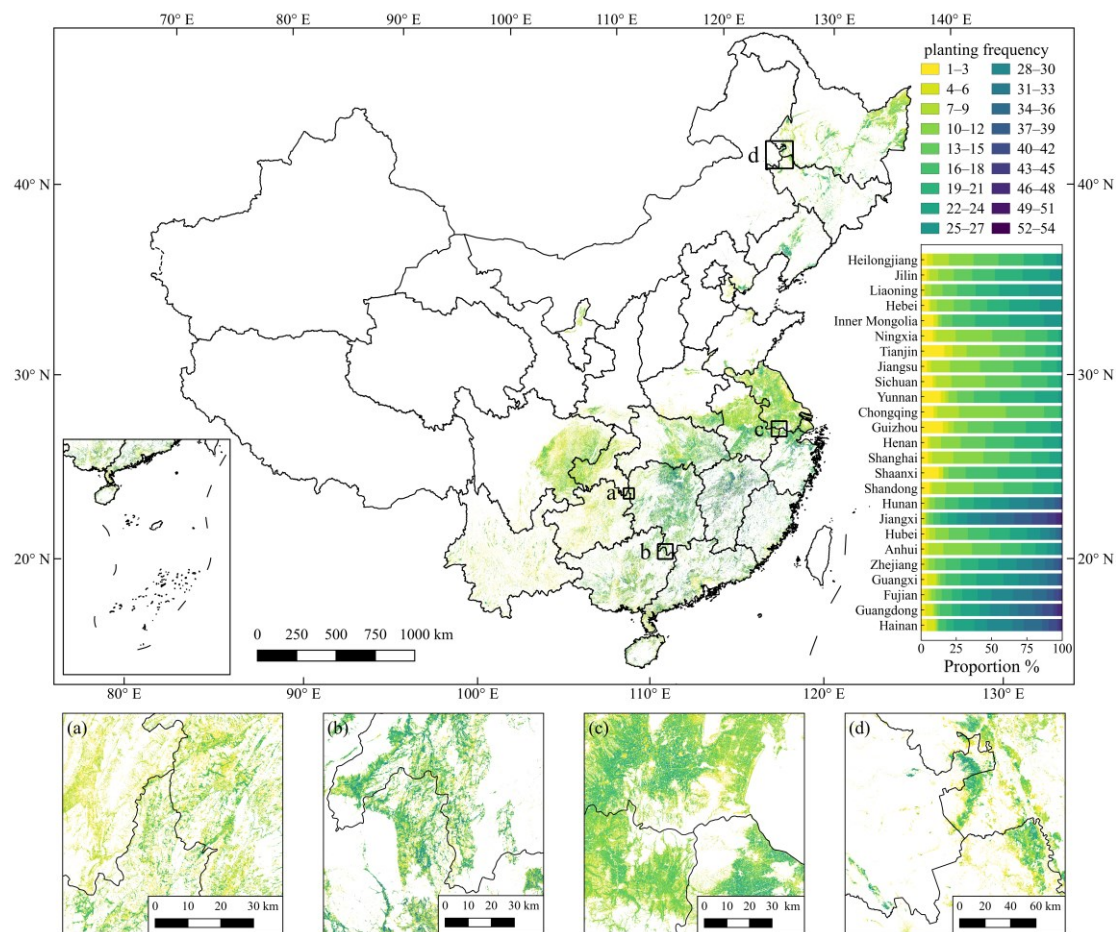 70° E 80° E 90° E 100° E 110° E 120° E 130° E 140° E
planting frequency
1–3 28–30
4–6 31–33
7–9 34–36
10–12 37–39
13–15 40–42
16–18 43–45
19–21 46–48
22–24 49–51
25–27 52–54
d
40° N 40° N
Heilongjiang
Jilin
Liaoning
Hebei
Inner Mongolia
Ningxia
Tianjin
Jiangsu
Sichuan
Yunnan
Chongqing
Guizhou
Henan
Shanghai
Shaanxi
Shandong
Hunan
Jiangxi
Hubei
Anhui
Zhejiang
Guangxi
Fujian
Guangdong
Hainan
0 25 50 75 100
Proportion %
30° N 30° N
c
a
b
20° N 20° N
0 250 500 750 1000 km
80° E 90° E 100° E 110° E 120° E 130° E
(a) (b) (c) (d)
0 10 20 30 km 0 10 20 30 km 0 10 20 30 km 0 20 40 60 km